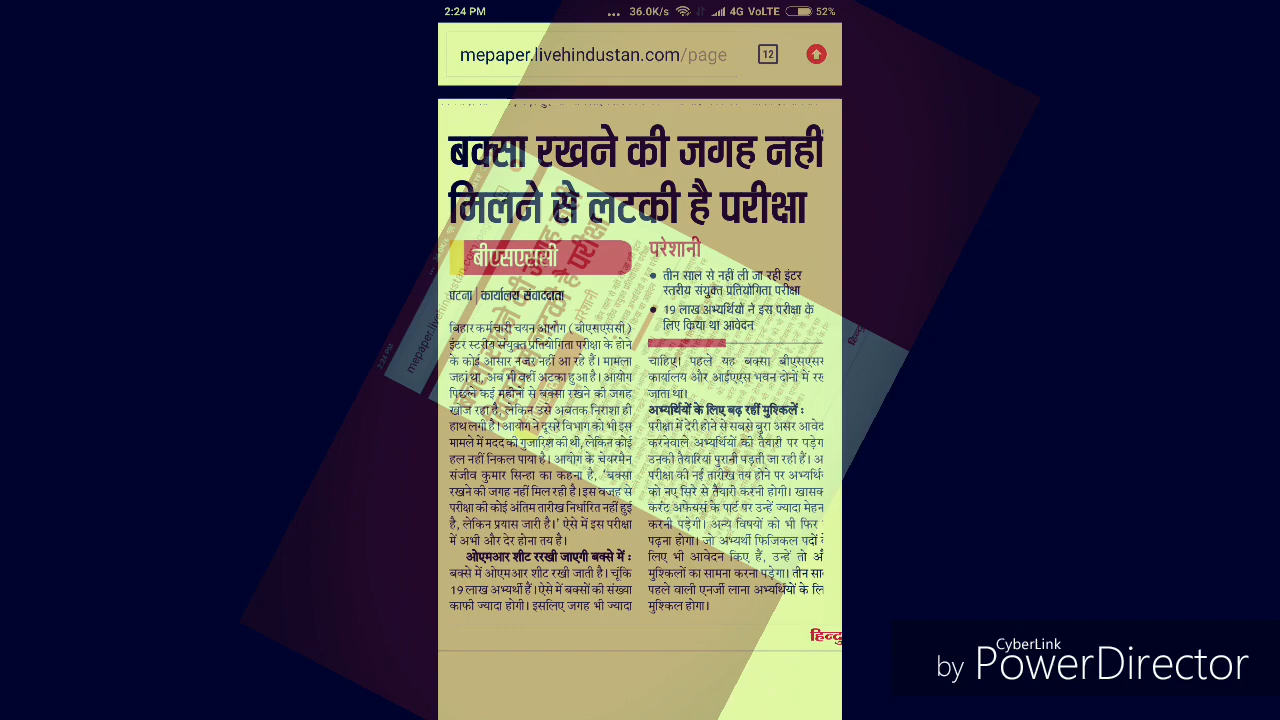 2:24 PM
... 36.0K/s 4G VoLTE 52%
mepaper.livehindustan.com/page
12
बक्सा रखने की जगह नहीं
मिलने से लटकी है परीक्षा
बीएसएससी
पटना | कार्यालय संवाददाता
बिहार कर्मचारी चयन आयोग ( बीएसएससी )
इंटर स्तरीय संयुक्त प्रतियोगिता परीक्षा के होने
के कोई आसार नजर नहीं आ रहे हैं। मामला
जहां था, अब भी वहीं अटका हुआ है। आयोग
पिछले कई महीनों से बक्सा रखने की जगह
खोज रहा है, लेकिन उसे अबतक निराशा ही
हाथ लगी है। आयोग ने दूसरे विभाग को भी इस
मामले में मदद की गुजारिश की थी, लेकिन कोई
हल नहीं निकल पाया है। आयोग के चेयरमैन
संजीव कुमार सिन्हा का कहना है, 'बक्सा
रखने की जगह नहीं मिल रही है। इस वजह से
परीक्षा की कोई अंतिम तारीख निर्धारित नहीं हुई
है, लेकिन प्रयास जारी है।' ऐसे में इस परीक्षा
में अभी और देर होना तय है।
ओएमआर शीट ररखी जाएगी बक्से में :
बक्से में ओएमआर शीट रखी जाती है। चूंकि
19 लाख अभ्यर्थी हैं। ऐसे में बक्सों की संख्या
काफी ज्यादा होगी। इसलिए जगह भी ज्यादा
परेशानी
• तीन साल से नहीं ली जा रही इंटर
स्तरीय संयुक्त प्रतियोगिता परीक्षा
• 19 लाख अभ्यर्थियों ने इस परीक्षा के
लिए किया था आवेदन
चाहिए। पहले यह बक्सा बीएसएसर
कार्यालय और आईएएस भवन दोनों में रख
जाता था।
अभ्यर्थियों के लिए बढ़ रहीं मुश्किलें :
परीक्षा में देरी होने से सबसे बुरा असर आवेद
करनेवाले अभ्यर्थियों की तैयारी पर पड़ेग
उनकी तैयारियां पुरानी पड़ती जा रही हैं। अ
परीक्षा की नई तारीख तय होने पर अभ्यर्थि
को नए सिरे से तैयारी करनी होगी। खासक
करंट अफेयर्स के पार्ट पर उन्हें ज्यादा मेहन
करनी पड़ेगी। अन्य विषयों को भी फिर
पढ़ना होगा। जो अभ्यर्थी फिजिकल पदों
लिए भी आवेदन किए हैं, उन्हें तो
मुश्किलों का सामना करना पड़ेगा। तीन सा
पहले वाली एनर्जी लाना अभ्यर्थियों के लि
मुश्किल होगा।
हिन्दु
CyberLink
by PowerDirector